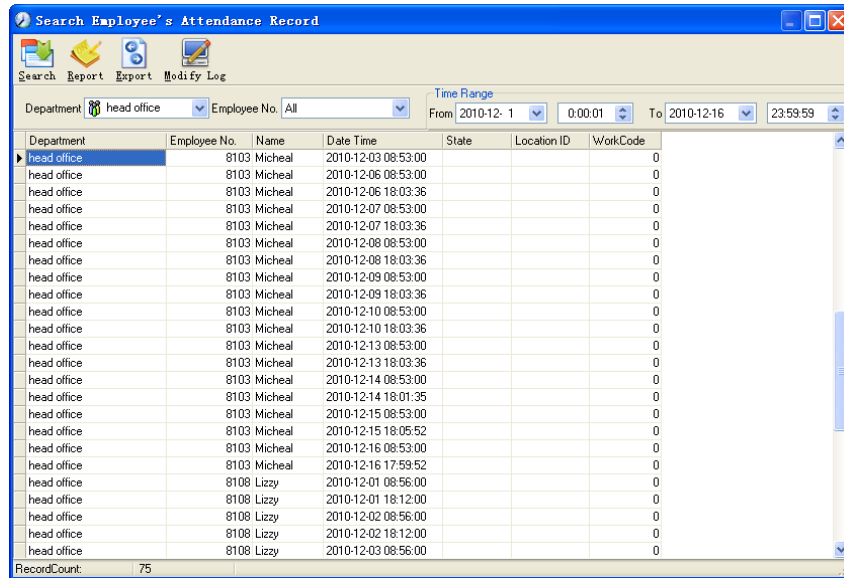 Search Employee's Attendance Record
Search Report Export Modify Log
Time Range
Department head office Employee No. All From 2010-12- 1 0:00:01 To 2010-12-16 23:59:59
Department Employee No. Name Date Time State Location ID WorkCode
head office 8103 Micheal 2010-12-03 08:53:00 0
head office 8103 Micheal 2010-12-06 08:53:00 0
head office 8103 Micheal 2010-12-06 18:03:36 0
head office 8103 Micheal 2010-12-07 08:53:00 0
head office 8103 Micheal 2010-12-07 18:03:36 0
head office 8103 Micheal 2010-12-08 08:53:00 0
head office 8103 Micheal 2010-12-08 18:03:36 0
head office 8103 Micheal 2010-12-09 08:53:00 0
head office 8103 Micheal 2010-12-09 18:03:36 0
head office 8103 Micheal 2010-12-10 08:53:00 0
head office 8103 Micheal 2010-12-10 18:03:36 0
head office 8103 Micheal 2010-12-13 08:53:00 0
head office 8103 Micheal 2010-12-13 18:03:36 0
head office 8103 Micheal 2010-12-14 08:53:00 0
head office 8103 Micheal 2010-12-14 18:01:35 0
head office 8103 Micheal 2010-12-15 08:53:00 0
head office 8103 Micheal 2010-12-15 18:05:52 0
head office 8103 Micheal 2010-12-16 08:53:00 0
head office 8103 Micheal 2010-12-16 17:59:52 0
head office 8108 Lizzy 2010-12-01 08:56:00 0
head office 8108 Lizzy 2010-12-01 18:12:00 0
head office 8108 Lizzy 2010-12-02 08:56:00 0
head office 8108 Lizzy 2010-12-02 18:12:00 0
head office 8108 Lizzy 2010-12-03 08:56:00 0
RecordCount: 75